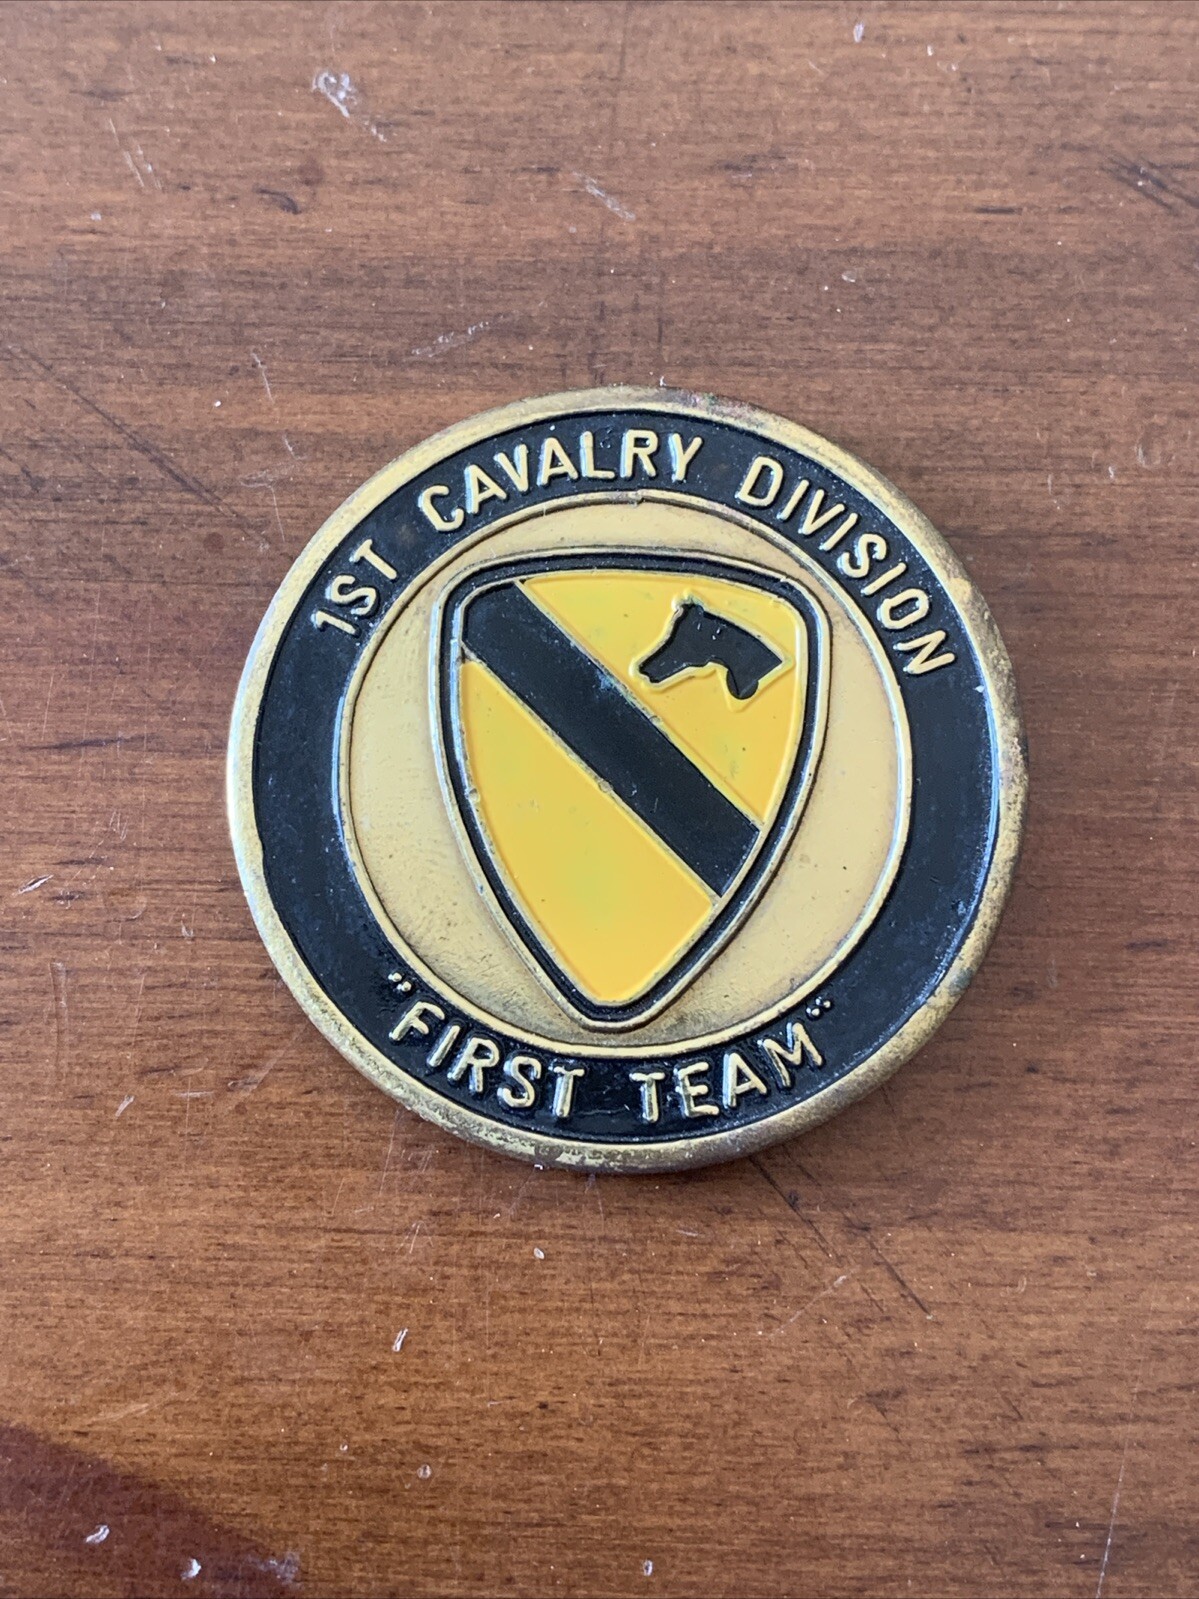 1ST CAVALRY DIVISION
"FIRST TEAM"